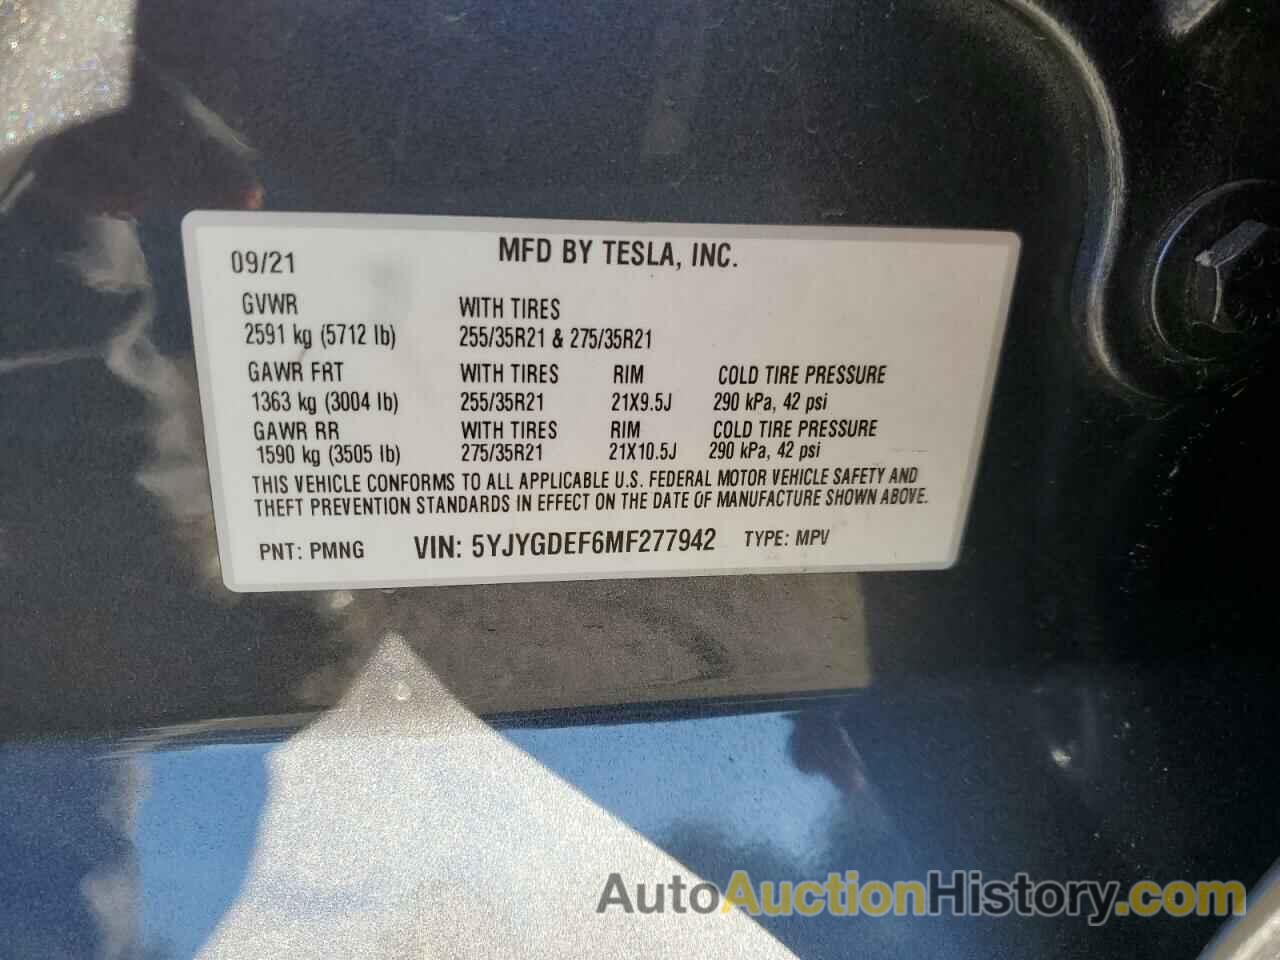 09/21 MFD BY TESLA, INC.
GVWR WITH TIRES
2591 kg (5712 lb) 255/35R21 & 275/35R21
GAWR FRT WITH TIRES RIM COLD TIRE PRESSURE
1363 kg (3004 lb) 255/35R21 21X9.5J 290 kPa, 42 psi
GAWR RR WITH TIRES RIM COLD TIRE PRESSURE
1590 kg (3505 lb) 275/35R21 21X10.5J 290 kPa, 42 psi
THIS VEHICLE CONFORMS TO ALL APPLICABLE U.S. FEDERAL MOTOR VEHICLE SAFETY AND
THEFT PREVENTION STANDARDS IN EFFECT ON THE DATE OF MANUFACTURE SHOWN ABOVE.
PNT: PMNG VIN: 5YJYGDEF6MF277942 TYPE: MPV
AutoAuctionHistory.com